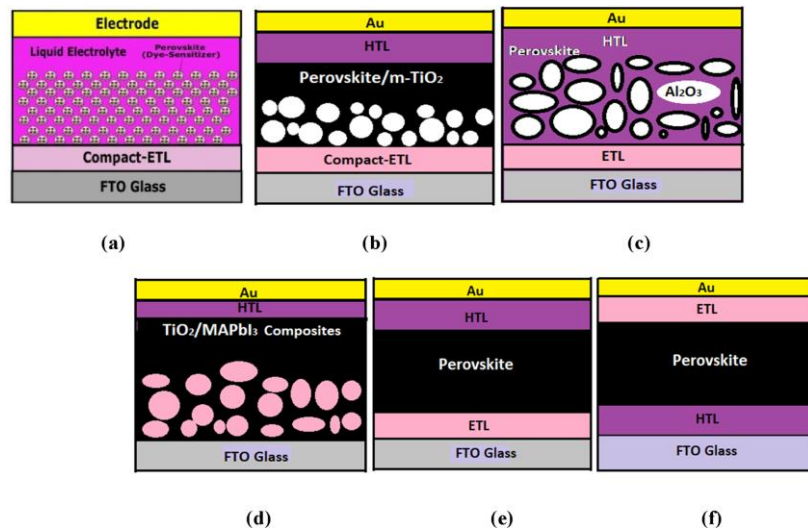 Electrode
Liquid Electrolyte
Perovskite
(Dye-Sensitizer)
Compact-ETL
FTO Glass
(a)
Au
HTL
Perovskite/m-TiO₂
Compact-ETL
FTO Glass
(b)
Au
HTL
Perovskite
Al₂O₃
ETL
FTO Glass
(c)
Au
HTL
TiO₂/MAPbI₃ Composites
FTO Glass
(d)
Au
HTL
Perovskite
ETL
FTO Glass
(e)
Au
ETL
Perovskite
HTL
FTO Glass
(f)